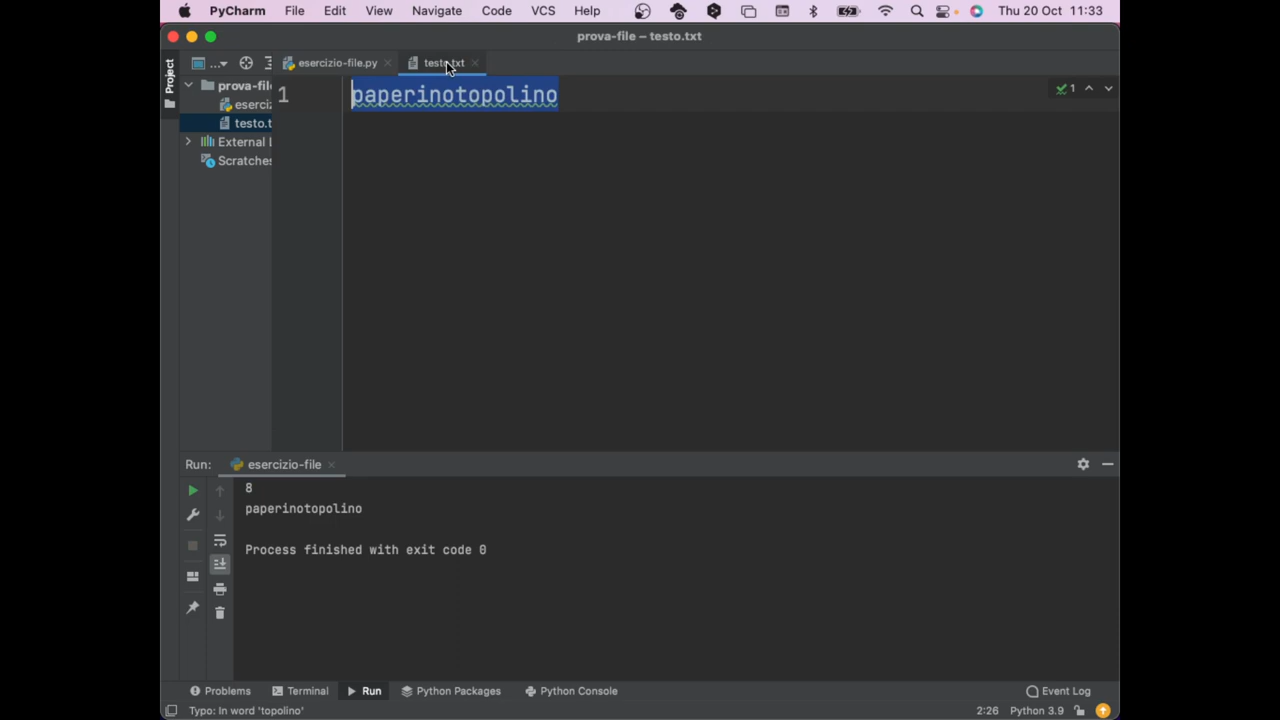 PyCharm File Edit View Navigate Code VCS Help Thu 20 Oct 11:33
prova-file – testo.txt
... esercizio-file.py testo.txt
Project
prova-file
eserciz
testo.t
External L
Scratches
1 paperinotopolino
1
Run: esercizio-file
8
paperinotopolino
Process finished with exit code 0
Problems Terminal Run Python Packages Python Console Event Log
Typo: In word 'topolino' 2:26 Python 3.9